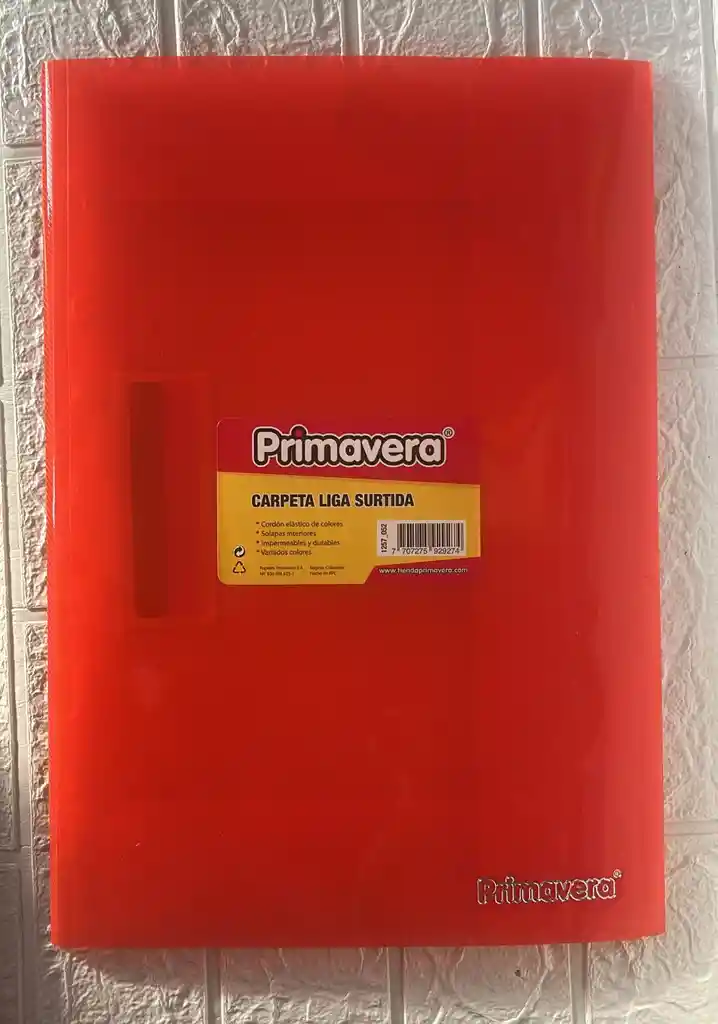 Primavera®
CARPETA LIGA SURTIDA
* Cordón elástico de colores
* Solapas interiores
* Impermeables y durables
* Variados colores
1257_052
7 707275 929274
www.tiendaprimavera.com
Primavera®